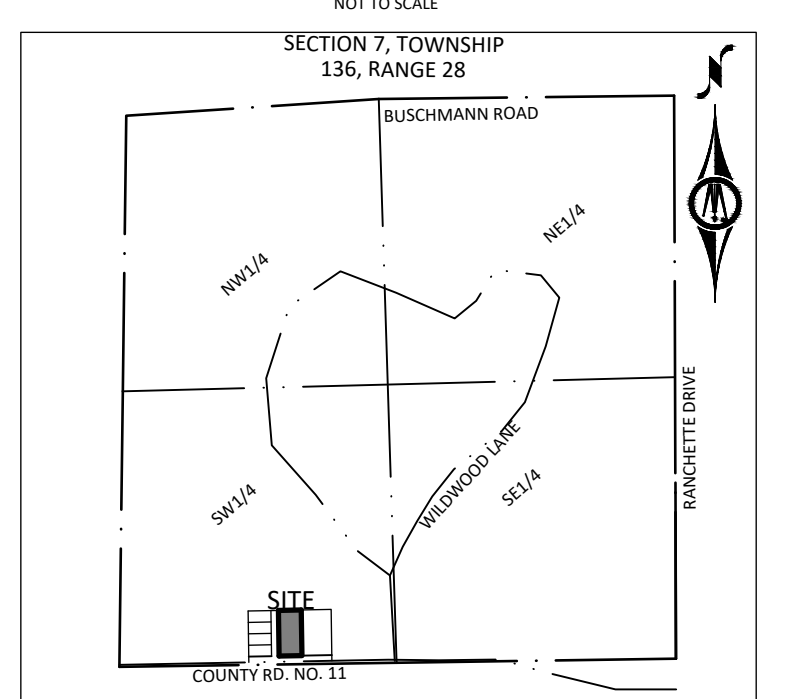 NOT TO SCALE
SECTION 7, TOWNSHIP
136, RANGE 28
N
BUSCHMANN ROAD
NE1/4
NW1/4
RANCHETTE DRIVE
WILDWOOD LANE
SE1/4
SW1/4
SITE
COUNTY RD. NO. 11